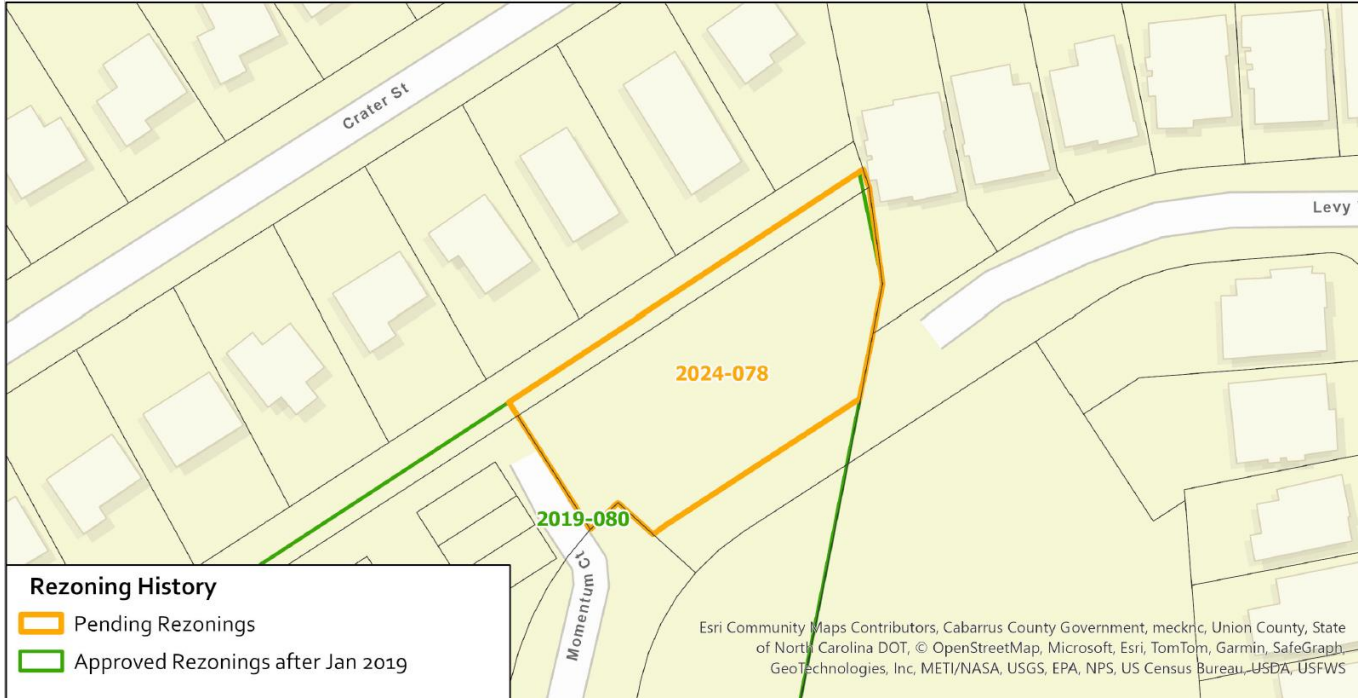 Crater St
Levy
2024-078
2019-080
Momentum Ct
Rezoning History
Pending Rezonings
Approved Rezonings after Jan 2019
Esri Community Maps Contributors, Cabarrus County Government, mecknc, Union County, State
of North Carolina DOT, © OpenStreetMap, Microsoft, Esri, TomTom, Garmin, SafeGraph,
GeoTechnologies, Inc, METI/NASA, USGS, EPA, NPS, US Census Bureau, USDA, USFWS